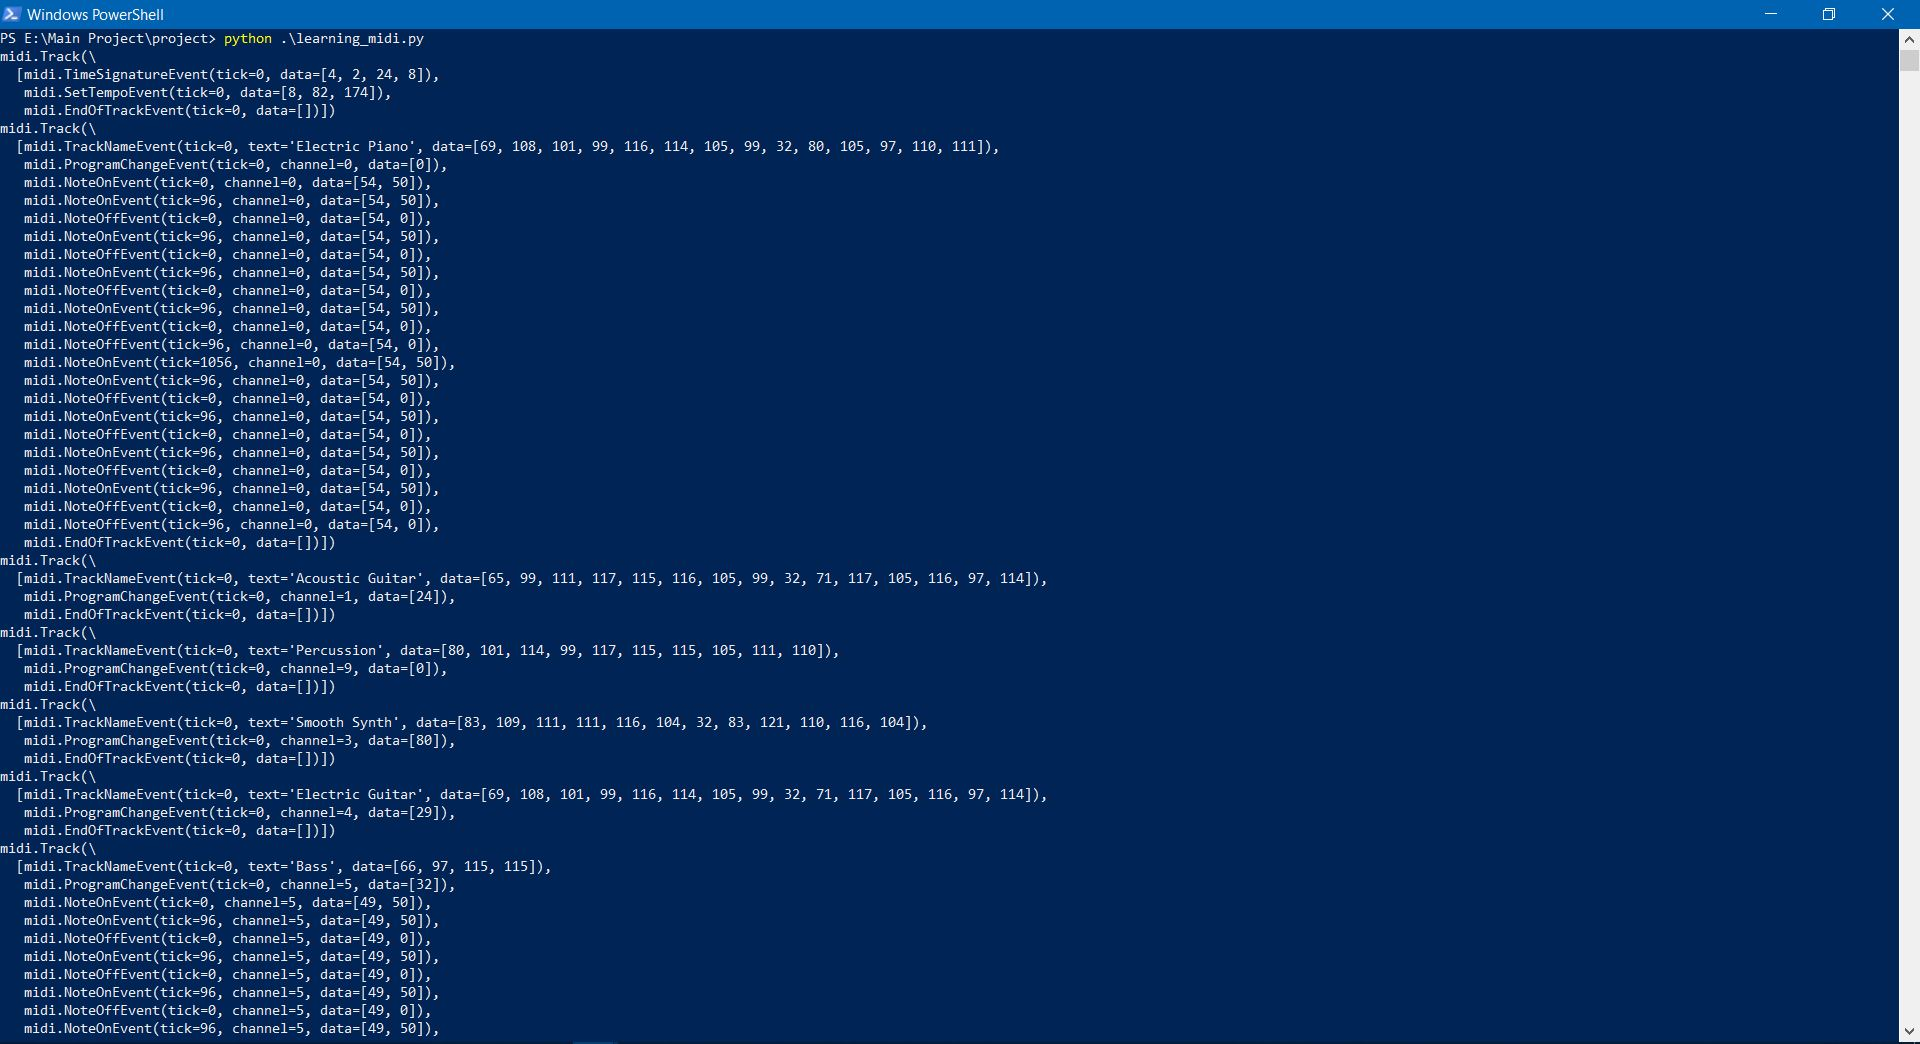 Windows PowerShell
PS E:\Main Project\project> python .\learning_midi.py
midi.Track(\
  [midi.TimeSignatureEvent(tick=0, data=[4, 2, 24, 8]),
   midi.SetTempoEvent(tick=0, data=[8, 82, 174]),
   midi.EndOfTrackEvent(tick=0, data=[])])
midi.Track(\
  [midi.TrackNameEvent(tick=0, text='Electric Piano', data=[69, 108, 101, 99, 116, 114, 105, 99, 32, 80, 105, 97, 110, 111]),
   midi.ProgramChangeEvent(tick=0, channel=0, data=[0]),
   midi.NoteOnEvent(tick=0, channel=0, data=[54, 50]),
   midi.NoteOnEvent(tick=96, channel=0, data=[54, 50]),
   midi.NoteOffEvent(tick=0, channel=0, data=[54, 0]),
   midi.NoteOnEvent(tick=96, channel=0, data=[54, 50]),
   midi.NoteOffEvent(tick=0, channel=0, data=[54, 0]),
   midi.NoteOnEvent(tick=96, channel=0, data=[54, 50]),
   midi.NoteOffEvent(tick=0, channel=0, data=[54, 0]),
   midi.NoteOnEvent(tick=96, channel=0, data=[54, 50]),
   midi.NoteOffEvent(tick=0, channel=0, data=[54, 0]),
   midi.NoteOffEvent(tick=96, channel=0, data=[54, 0]),
   midi.NoteOnEvent(tick=1056, channel=0, data=[54, 50]),
   midi.NoteOnEvent(tick=96, channel=0, data=[54, 50]),
   midi.NoteOffEvent(tick=0, channel=0, data=[54, 0]),
   midi.NoteOnEvent(tick=96, channel=0, data=[54, 50]),
   midi.NoteOffEvent(tick=0, channel=0, data=[54, 0]),
   midi.NoteOnEvent(tick=96, channel=0, data=[54, 50]),
   midi.NoteOffEvent(tick=0, channel=0, data=[54, 0]),
   midi.NoteOnEvent(tick=96, channel=0, data=[54, 50]),
   midi.NoteOffEvent(tick=0, channel=0, data=[54, 0]),
   midi.NoteOffEvent(tick=96, channel=0, data=[54, 0]),
   midi.EndOfTrackEvent(tick=0, data=[])])
midi.Track(\
  [midi.TrackNameEvent(tick=0, text='Acoustic Guitar', data=[65, 99, 111, 117, 115, 116, 105, 99, 32, 71, 117, 105, 116, 97, 114]),
   midi.ProgramChangeEvent(tick=0, channel=1, data=[24]),
   midi.EndOfTrackEvent(tick=0, data=[])])
midi.Track(\
  [midi.TrackNameEvent(tick=0, text='Percussion', data=[80, 101, 114, 99, 117, 115, 115, 105, 111, 110]),
   midi.ProgramChangeEvent(tick=0, channel=9, data=[0]),
   midi.EndOfTrackEvent(tick=0, data=[])])
midi.Track(\
  [midi.TrackNameEvent(tick=0, text='Smooth Synth', data=[83, 109, 111, 111, 116, 104, 32, 83, 121, 110, 116, 104]),
   midi.ProgramChangeEvent(tick=0, channel=3, data=[80]),
   midi.EndOfTrackEvent(tick=0, data=[])])
midi.Track(\
  [midi.TrackNameEvent(tick=0, text='Electric Guitar', data=[69, 108, 101, 99, 116, 114, 105, 99, 32, 71, 117, 105, 116, 97, 114]),
   midi.ProgramChangeEvent(tick=0, channel=4, data=[29]),
   midi.EndOfTrackEvent(tick=0, data=[])])
midi.Track(\
  [midi.TrackNameEvent(tick=0, text='Bass', data=[66, 97, 115, 115]),
   midi.ProgramChangeEvent(tick=0, channel=5, data=[32]),
   midi.NoteOnEvent(tick=0, channel=5, data=[49, 50]),
   midi.NoteOnEvent(tick=96, channel=5, data=[49, 50]),
   midi.NoteOffEvent(tick=0, channel=5, data=[49, 0]),
   midi.NoteOnEvent(tick=96, channel=5, data=[49, 50]),
   midi.NoteOffEvent(tick=0, channel=5, data=[49, 0]),
   midi.NoteOnEvent(tick=96, channel=5, data=[49, 50]),
   midi.NoteOffEvent(tick=0, channel=5, data=[49, 0]),
   midi.NoteOnEvent(tick=96, channel=5, data=[49, 50]),